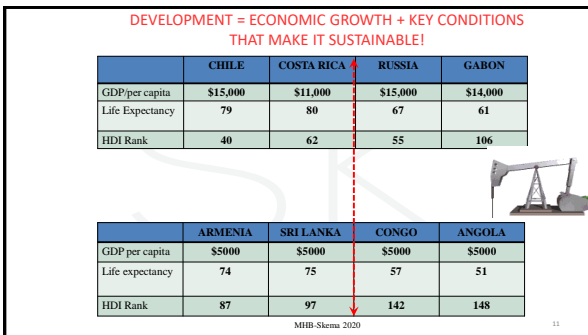 DEVELOPMENT = ECONOMIC GROWTH + KEY CONDITIONS
THAT MAKE IT SUSTAINABLE!
CHILE COSTA RICA RUSSIA GABON
GDP/per capita $15,000 $11,000 $15,000 $14,000
Life Expectancy 79 80 67 61
HDI Rank 40 62 55 106
ARMENIA SRI LANKA CONGO ANGOLA
GDP per capita $5000 $5000 $5000 $5000
Life expectancy 74 75 57 51
HDI Rank 87 97 142 148
MHB-Skema 2020
11